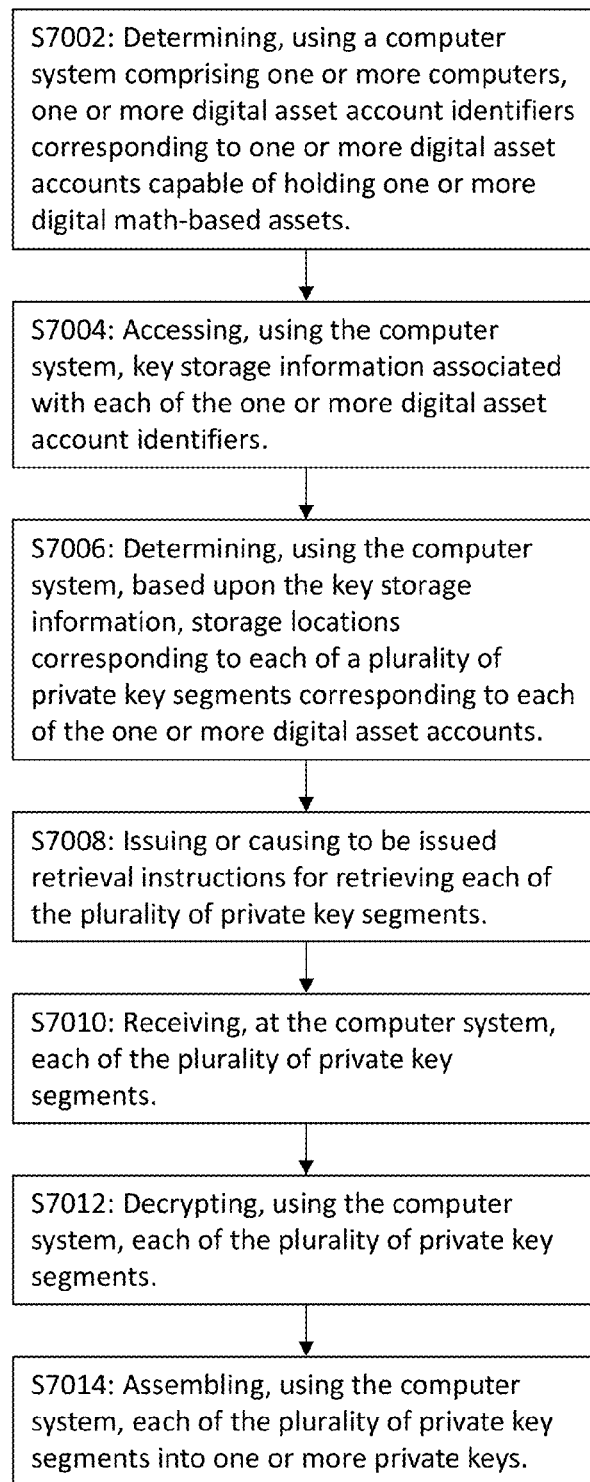 S7002: Determining, using a computer
system comprising one or more computers,
one or more digital asset account identifiers
corresponding to one or more digital asset
accounts capable of holding one or more
digital math-based assets.
S7004: Accessing, using the computer
system, key storage information associated
with each of the one or more digital asset
account identifiers.
S7006: Determining, using the computer
system, based upon the key storage
information, storage locations
corresponding to each of a plurality of
private key segments corresponding to each
of the one or more digital asset accounts.
S7008: Issuing or causing to be issued
retrieval instructions for retrieving each of
the plurality of private key segments.
S7010: Receiving, at the computer system,
each of the plurality of private key
segments.
S7012: Decrypting, using the computer
system, each of the plurality of private key
segments.
S7014: Assembling, using the computer
system, each of the plurality of private key
segments into one or more private keys.